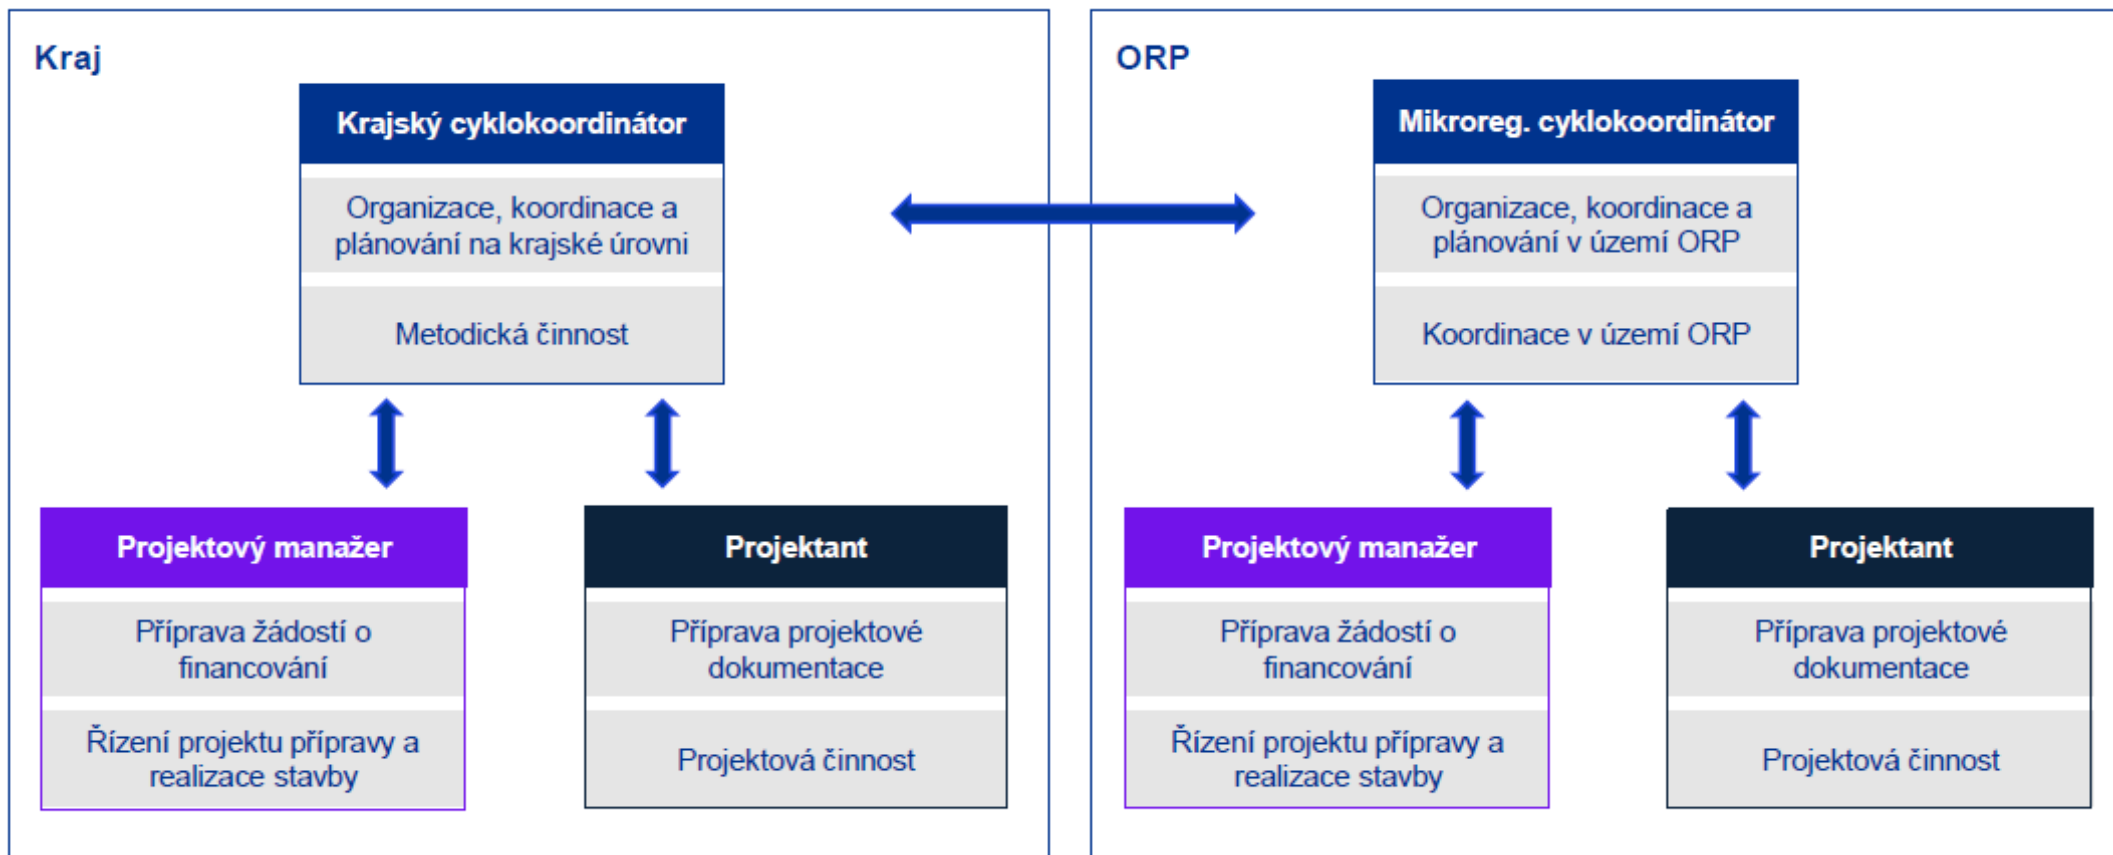 Kraj
Krajský cyklokoordinátor
Organizace, koordinace a
plánování na krajské úrovni
Metodická činnost
Projektový manažer
Příprava žádostí o
financování
Řízení projektu přípravy a
realizace stavby
Projektant
Příprava projektové
dokumentace
Projektová činnost
ORP
Mikroreg. cyklokoordinátor
Organizace, koordinace a
plánování v území ORP
Koordinace v území ORP
Projektový manažer
Příprava žádostí o
financování
Řízení projektu přípravy a
realizace stavby
Projektant
Příprava projektové
dokumentace
Projektová činnost